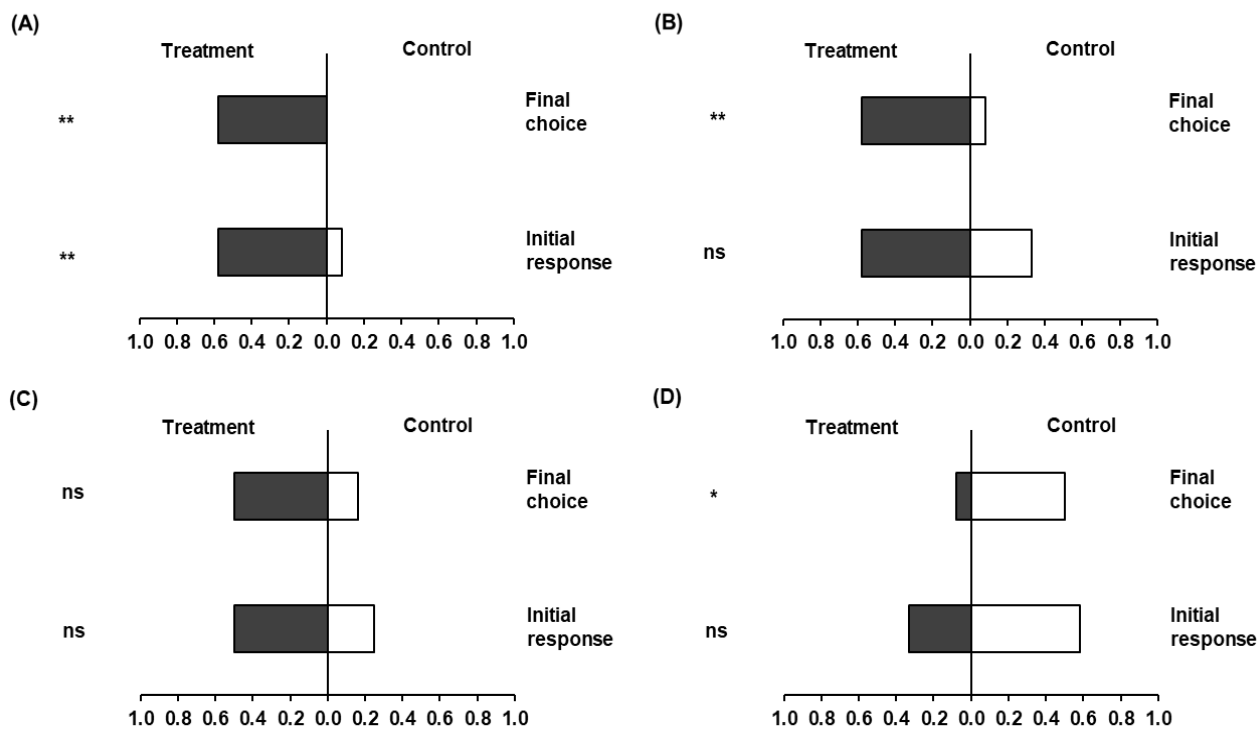 (A)
Treatment Control
** Final
choice
** Initial
response
1.0 0.8 0.6 0.4 0.2 0.0 0.2 0.4 0.6 0.8 1.0
(B)
Treatment Control
** Final
choice
ns Initial
response
1.0 0.8 0.6 0.4 0.2 0.0 0.2 0.4 0.6 0.8 1.0
(C)
Treatment Control
ns Final
choice
ns Initial
response
1.0 0.8 0.6 0.4 0.2 0.0 0.2 0.4 0.6 0.8 1.0
(D)
Treatment Control
* Final
choice
ns Initial
response
1.0 0.8 0.6 0.4 0.2 0.0 0.2 0.4 0.6 0.8 1.0